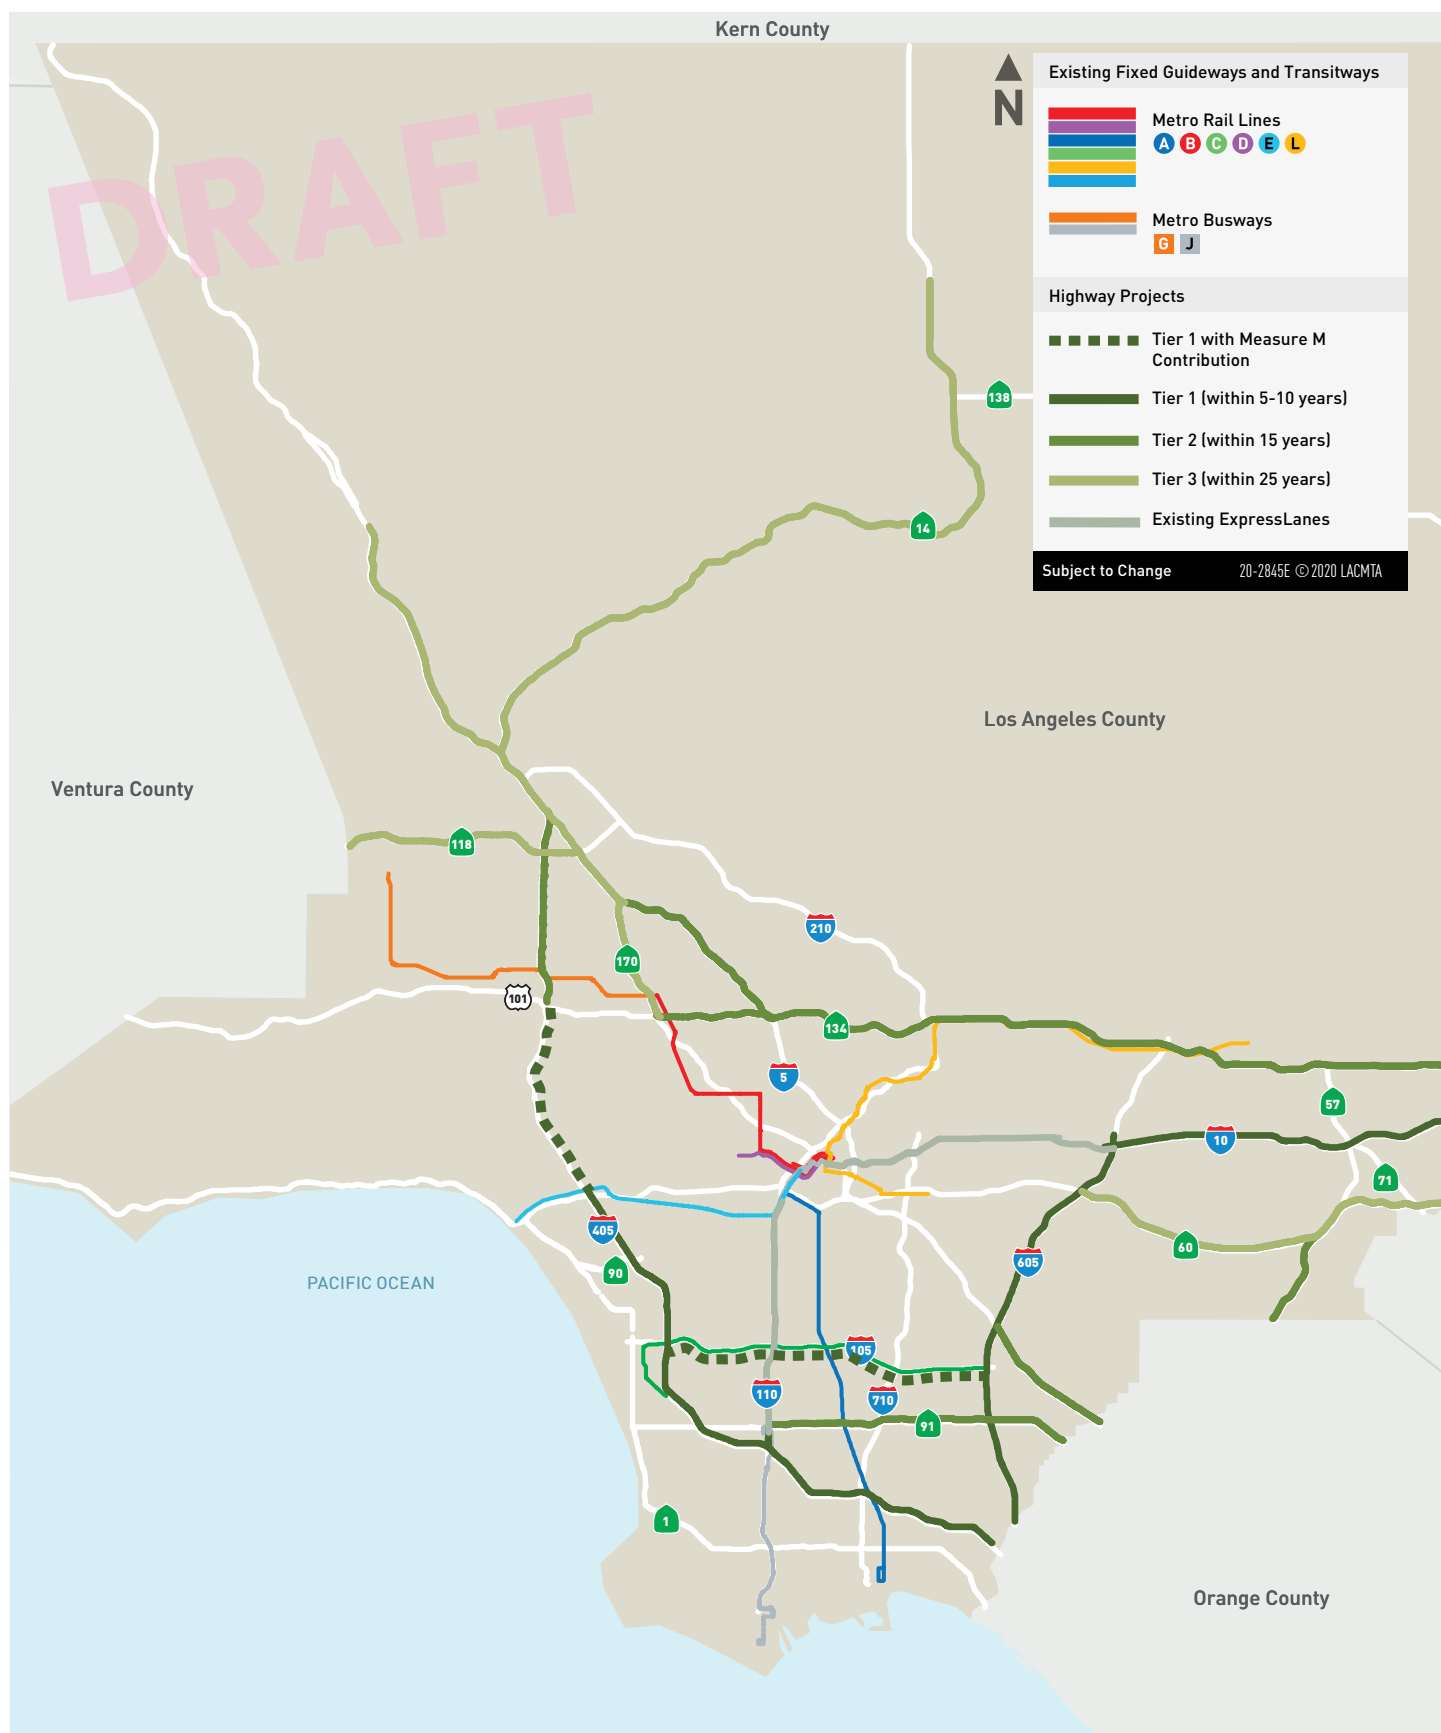 Kern County
DRAFT
N
Existing Fixed Guideways and Transitways
Metro Rail Lines
A B C D E L
Metro Busways
G J
Highway Projects
Tier 1 with Measure M
Contribution
Tier 1 (within 5-10 years)
Tier 2 (within 15 years)
Tier 3 (within 25 years)
Existing ExpressLanes
Subject to Change 20-2845E © 2020 LACMTA
138
14
Los Angeles County
Ventura County
118
210
170
101
134
5
57
10
71
405
60
90
605
PACIFIC OCEAN
105
110
710
91
1
Orange County